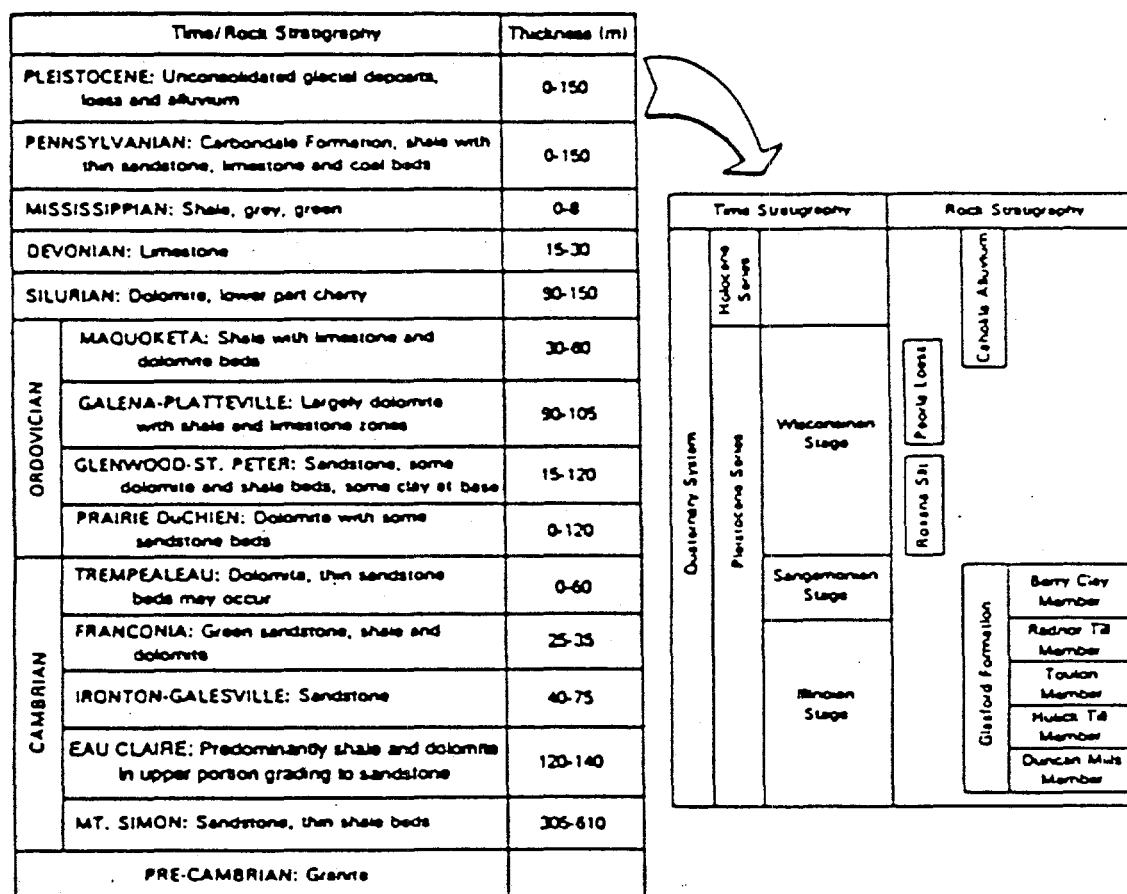 Time/Rock Stratigraphy
Thickness (m)
PLEISTOCENE: Unconsolidated glacial deposits,
loess and alluvium
0-150
PENNSYLVANIAN: Carbondale Formation, shale with
thin sandstone, limestone and coal beds
0-150
MISSISSIPPIAN: Shale, grey, green
0-8
DEVONIAN: Limestone
15-30
SILURIAN: Dolomite, lower part cherty
90-150
ORDOVICIAN
MAQUOKETA: Shale with limestone and
dolomite beds
30-60
GALENA-PLATTEVILLE: Largely dolomite
with shale and limestone zones
90-105
GLENWOOD-ST. PETER: Sandstone, some
dolomite and shale beds, some clay at base
15-120
PRAIRIE DuCHIEN: Dolomite with some
sandstone beds
0-120
CAMBRIAN
TREMPEALEAU: Dolomite, thin sandstone
beds may occur
0-60
FRANCONIA: Green sandstone, shale and
dolomite
25-35
IRONTON-GALESVILLE: Sandstone
40-75
EAU CLAIRE: Predominantly shale and dolomite
in upper portion grading to sandstone
120-140
MT. SIMON: Sandstone, thin shale beds
305-610
PRE-CAMBRIAN: Granite
Time Stratigraphy
Rock Stratigraphy
Quaternary System
Holocene
Series
Pleistocene Series
Wisconsinan
Stage
Sangamonian
Stage
Illinoian
Stage
Cahokia Alluvium
Peoria Loess
Roxana Silt
Glasford Formation
Berry Clay
Member
Radnor Till
Member
Toulon
Member
Hulick Till
Member
Duncan Mills
Member